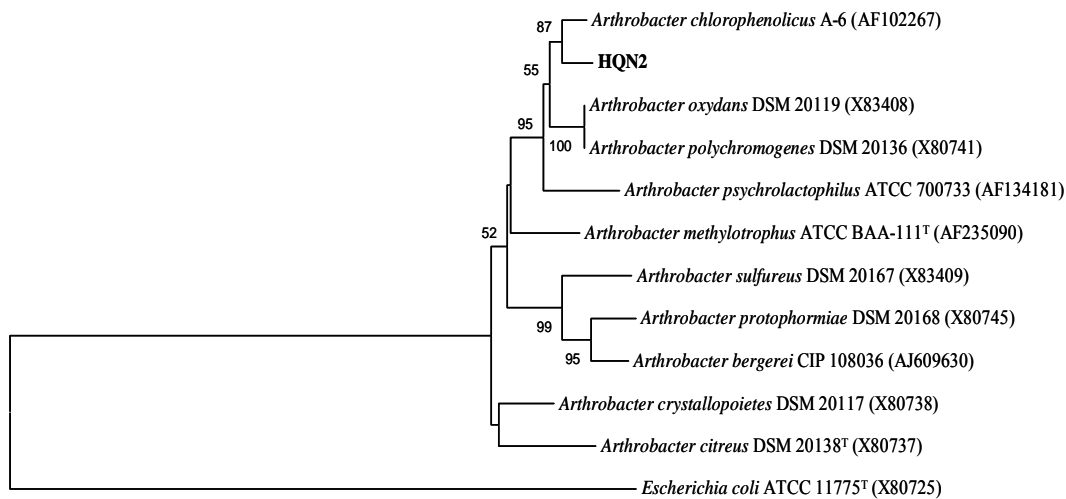 87
Arthrobacter chlorophenolicus A-6 (AF102267)
HQN2
55
Arthrobacter oxydans DSM 20119 (X83408)
95
100
Arthrobacter polychromogenes DSM 20136 (X80741)
Arthrobacter psychrolactophilus ATCC 700733 (AF134181)
52
Arthrobacter methylotrophus ATCC BAA-111ᵀ (AF235090)
Arthrobacter sulfureus DSM 20167 (X83409)
99
Arthrobacter protophormiae DSM 20168 (X80745)
95
Arthrobacter bergerei CIP 108036 (AJ609630)
Arthrobacter crystallopoietes DSM 20117 (X80738)
Arthrobacter citreus DSM 20138ᵀ (X80737)
Escherichia coli ATCC 11775ᵀ (X80725)